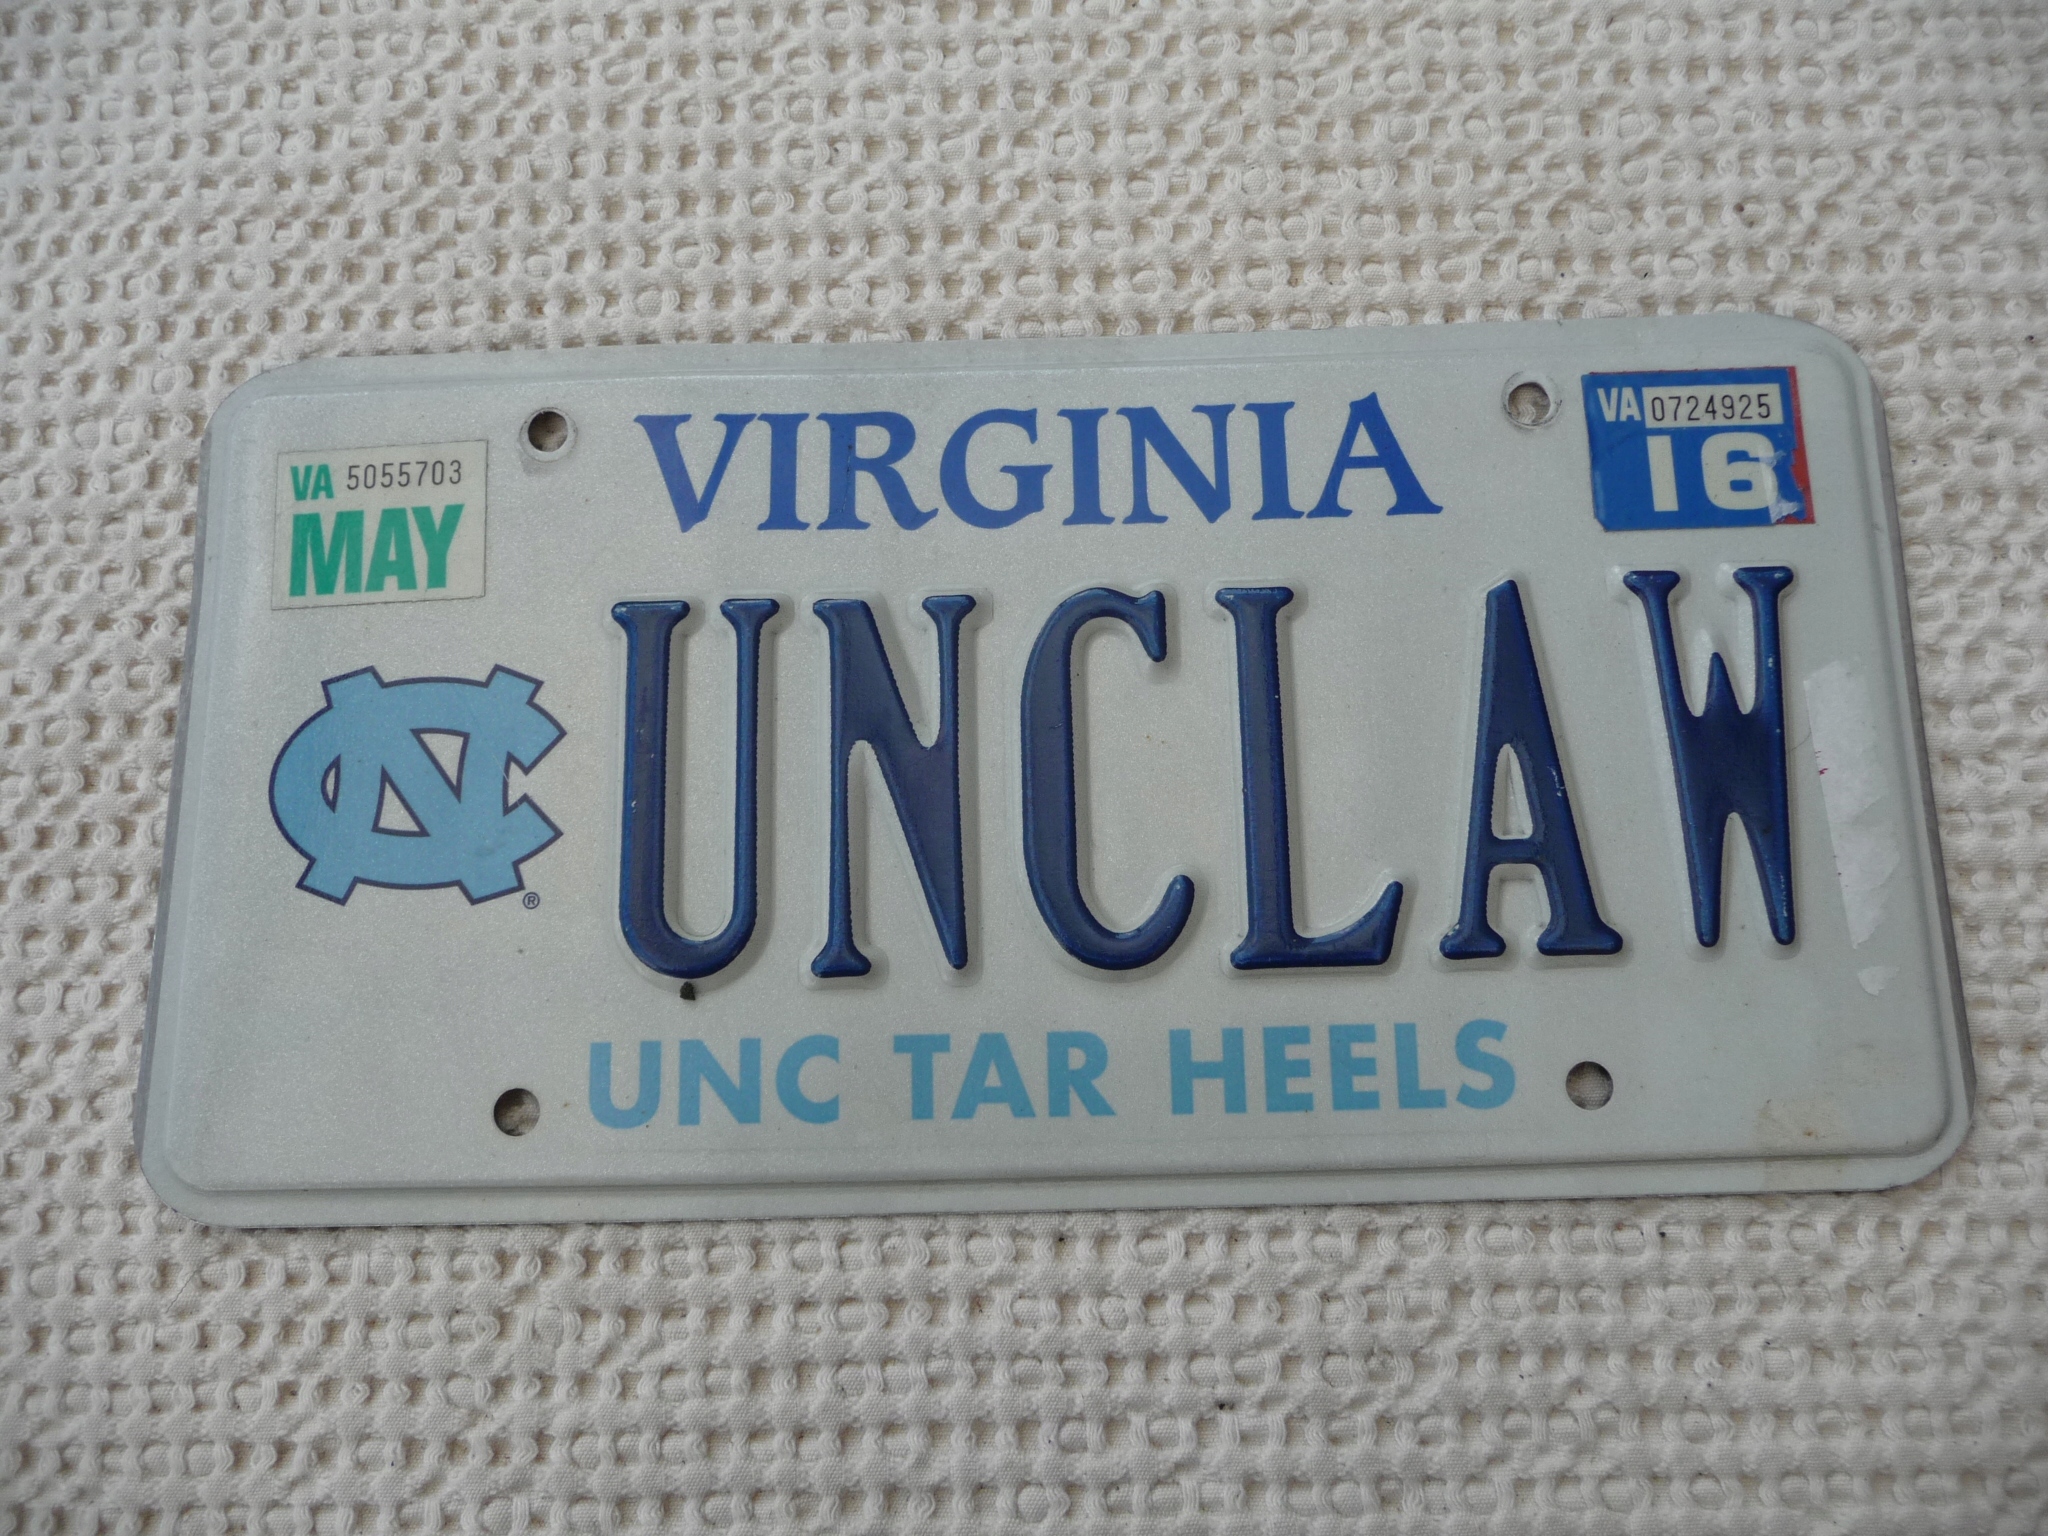 VIRGINIA
VA 0724925
16
VA 5055703
MAY
NC
®
UNCLAW
UNC TAR HEELS